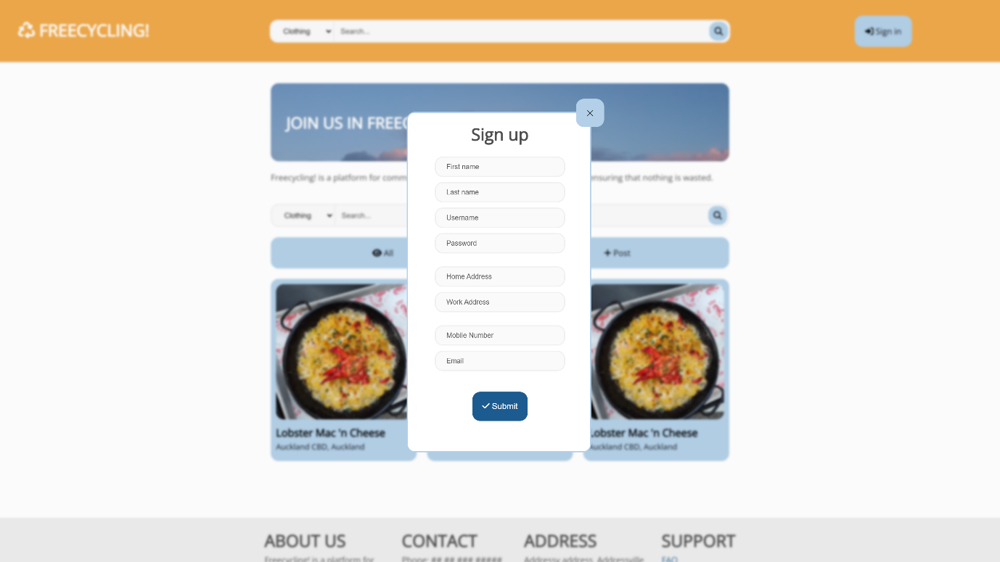 FREECYCLING!
Clothing
Search...
Sign in
JOIN US IN FREEC
Freecycling! is a platform for comm
ensuring that nothing is wasted.
Clothing
Search...
All
Post
Sign up
First name
Last name
Username
Password
Home Address
Work Address
Mobile Number
Email
Submit
Lobster Mac 'n Cheese
Auckland CBD, Auckland
Lobster Mac 'n Cheese
Auckland CBD, Auckland
ABOUT US
CONTACT
ADDRESS
SUPPORT
Freecycling! is a platform for
Phone: ## ## ### #####
Addressy address, Addressville
FAQ